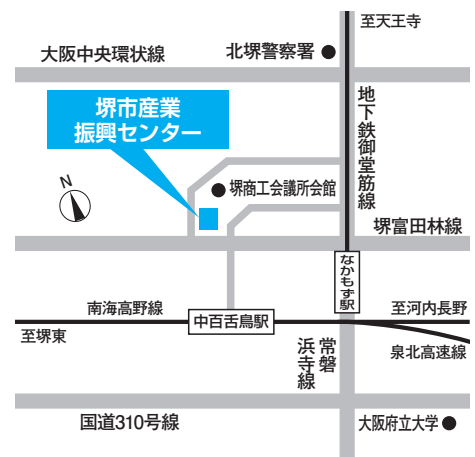 至天王寺
北堺警察署
大阪中央環状線
堺市産業
振興センター
地下鉄御堂筋線
N
堺商工会議所会館
堺富田林線
なかもず駅
南海高野線
至河内長野
中百舌鳥駅
至堺東
泉北高速線
常磐
浜寺線
国道310号線
大阪府立大学